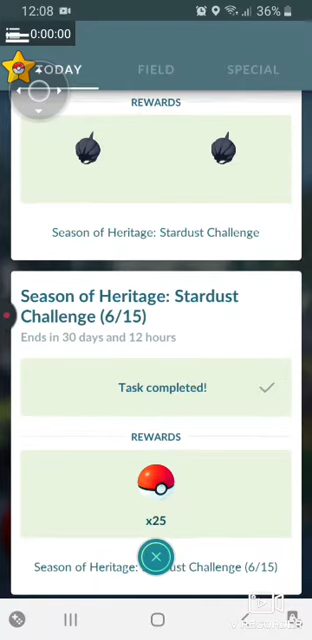 12:08
36%
0:00:00
TODAY
FIELD
SPECIAL
REWARDS
Season of Heritage: Stardust Challenge
Season of Heritage: Stardust
Challenge (6/15)
Ends in 30 days and 12 hours
Task completed!
REWARDS
x25
Season of Heritage: Stardust Challenge (6/15)
VIVARECORDER